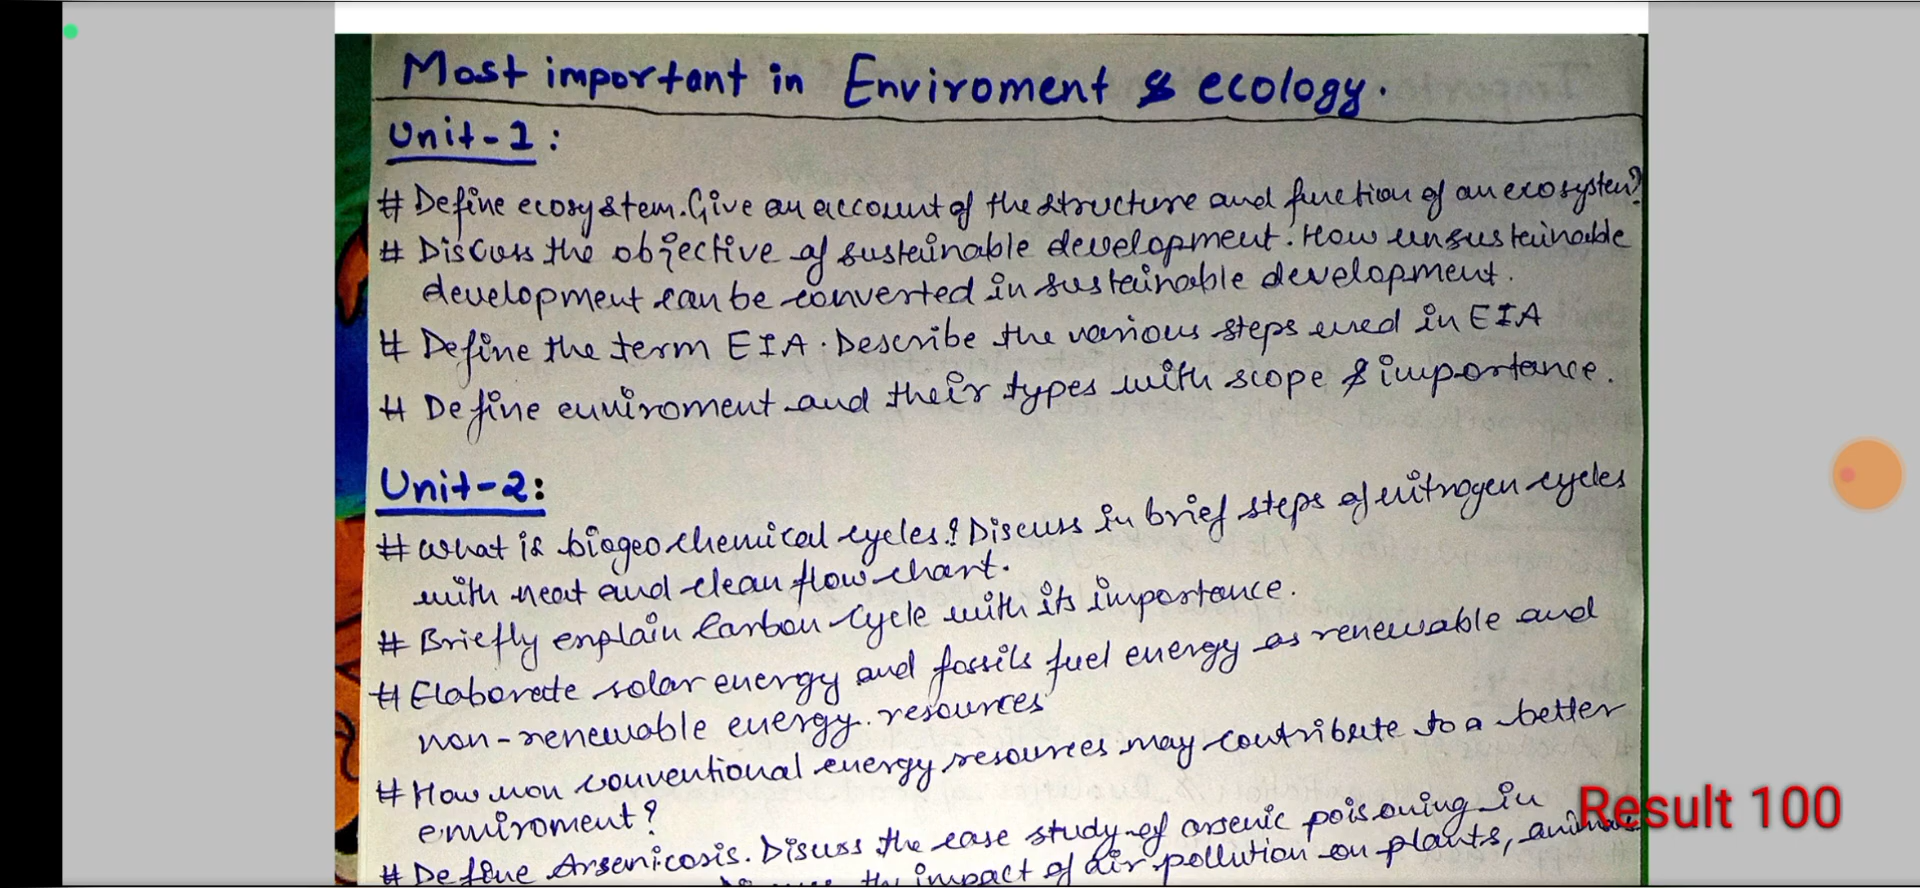 Most important in Enviroment & ecology.
Unit-1:
# Define ecosystem. Give an account of the structure and function of an ecosystem?
# Discuss the objective of sustainable development. How unsustainable
development can be converted in sustainable development.
# Define the term EIA. Describe the various steps used in EIA
# Define enviroment and their types with scope & importance.
Unit-2:
# What is biogeochemical cycles? Discuss in brief steps of nitrogen cycles
with neat and clean flow chart.
# Briefly explain Carbon Cycle with its importance.
# Elaborate solar energy and fossils fuel energy as renewable and
non-renewable energy resources
# How non conventional energy resources may contribute to a better
enviroment?
# Define Arsenicosis. Disuss the case study of arsenic poisoning in
the impact of air pollution on plants,
Result 100